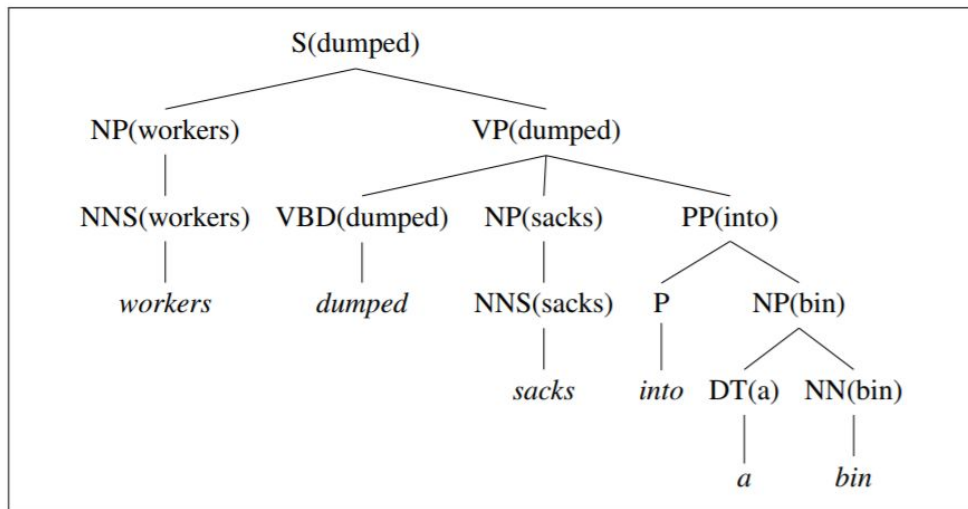 S(dumped)
NP(workers) VP(dumped)
NNS(workers) VBD(dumped) NP(sacks) PP(into)
workers dumped NNS(sacks) P NP(bin)
sacks into DT(a) NN(bin)
a bin